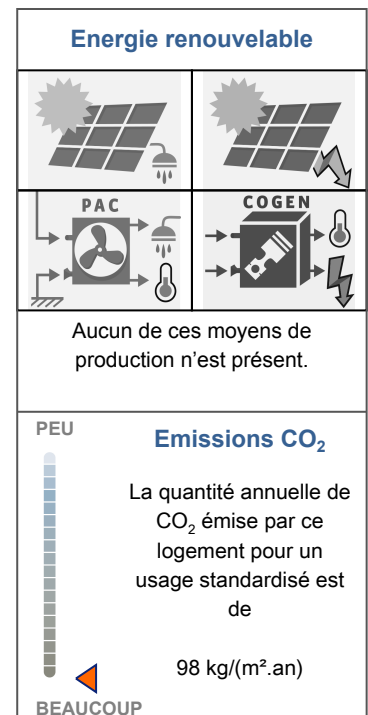 Energie renouvelable
PAC
COGEN
Aucun de ces moyens de
production n'est présent.
PEU
Emissions CO₂
La quantité annuelle de
CO₂ émise par ce
logement pour un
usage standardisé est
de
98 kg/(m².an)
BEAUCOUP